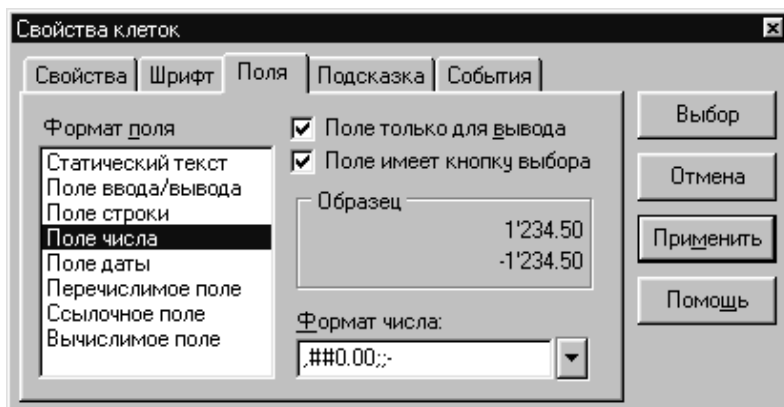 Свойства клеток
Свойства Шрифт Поля Подсказка События
Формат поля
Статический текст
Поле ввода/вывода
Поле строки
Поле числа
Поле даты
Перечислимое поле
Ссылочное поле
Вычислимое поле
Поле только для вывода
Поле имеет кнопку выбора
Образец
1'234.50
-1'234.50
Формат числа:
,##0.00;;-
Выбор
Отмена
Применить
Помощь